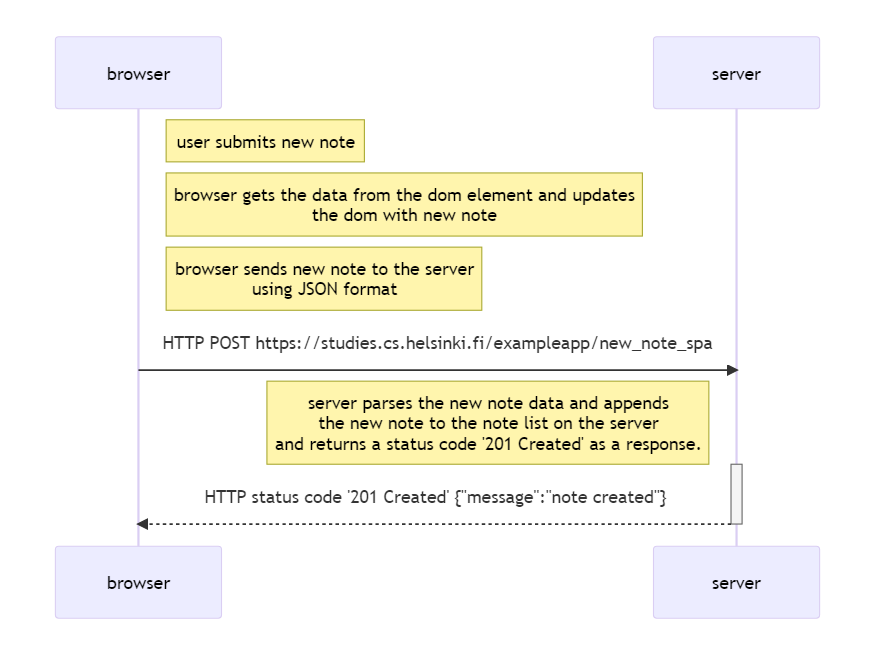 browser
server
user submits new note
browser gets the data from the dom element and updates
the dom with new note
browser sends new note to the server
using JSON format
HTTP POST https://studies.cs.helsinki.fi/exampleapp/new_note_spa
server parses the new note data and appends
the new note to the note list on the server
and returns a status code '201 Created' as a response.
HTTP status code '201 Created' {"message":"note created"}
browser
server